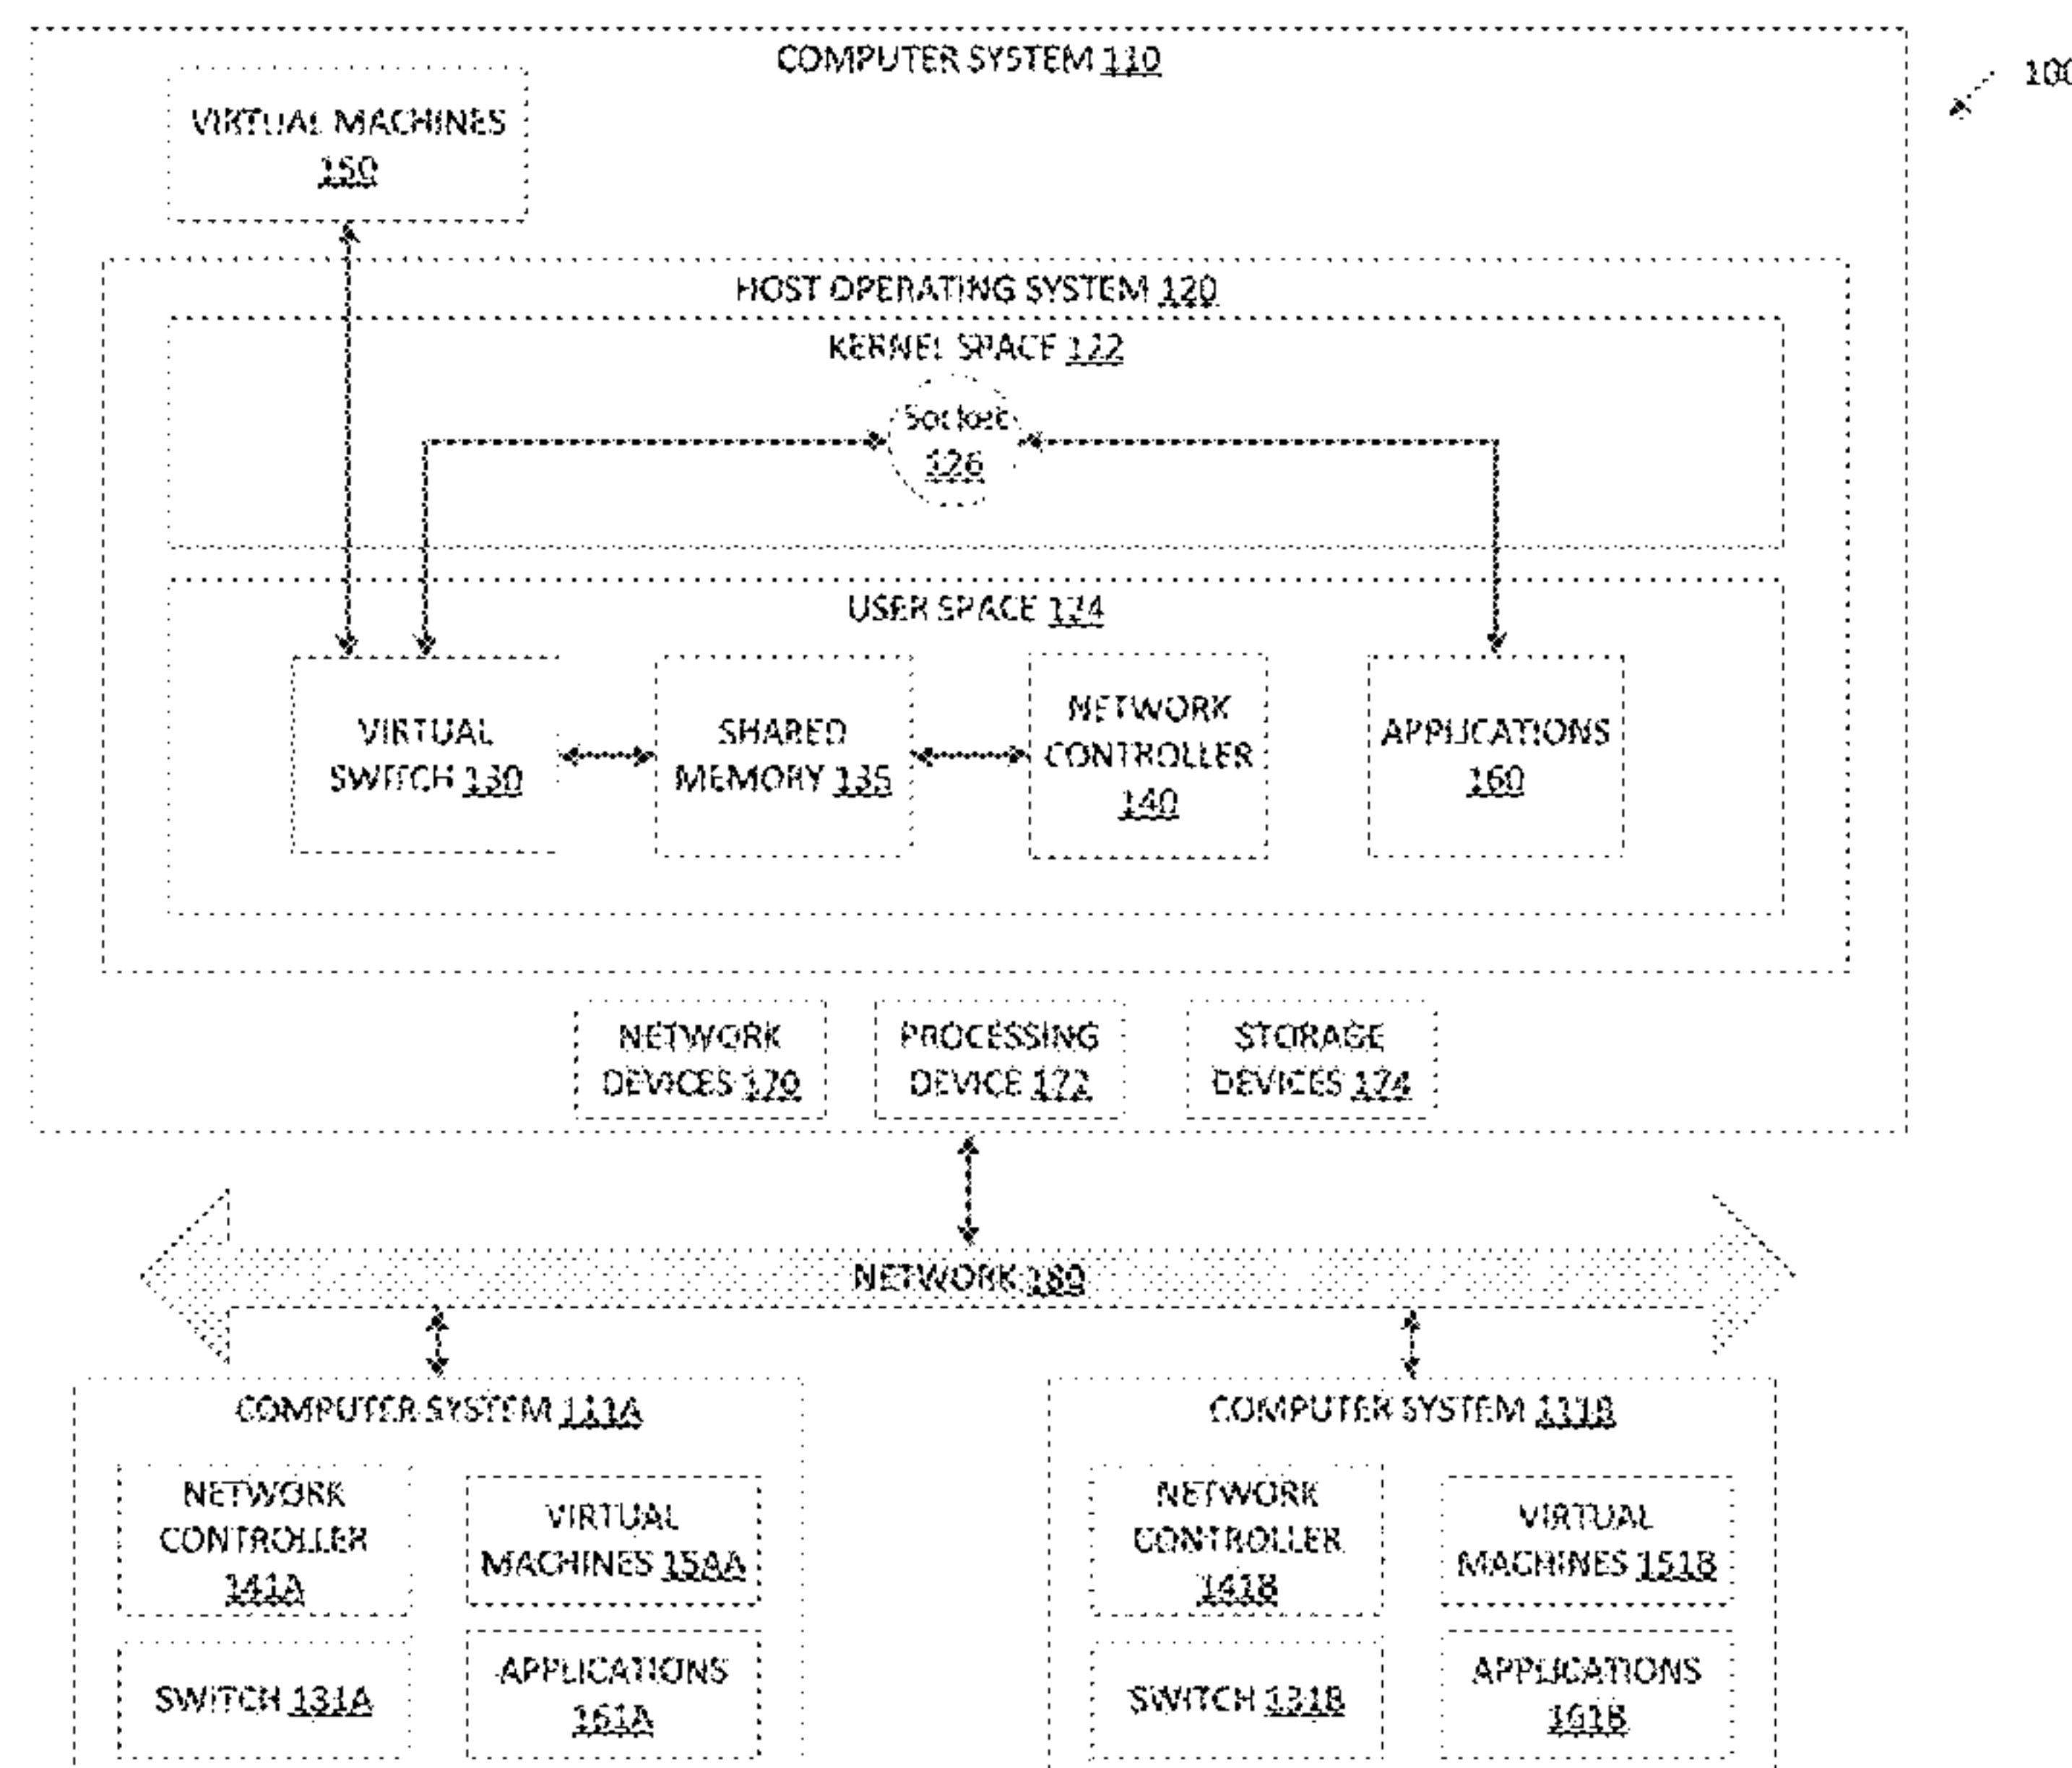 COMPUTER SYSTEM 110
100
VIRTUAL MACHINES
150
HOST OPERATING SYSTEM 120
KERNEL SPACE 122
Socket
126
USER SPACE 124
VIRTUAL
SWITCH 130
SHARED
MEMORY 135
NETWORK
CONTROLLER
140
APPLICATIONS
160
NETWORK
DEVICES 170
PROCESSING
DEVICE 172
STORAGE
DEVICES 174
NETWORK 180
COMPUTER SYSTEM 111A
NETWORK
CONTROLLER
141A
VIRTUAL
MACHINES 15AA
SWITCH 131A
APPLICATIONS
161A
COMPUTER SYSTEM 111B
NETWORK
CONTROLLER
141B
VIRTUAL
MACHINES 151B
SWITCH 131B
APPLICATIONS
161B